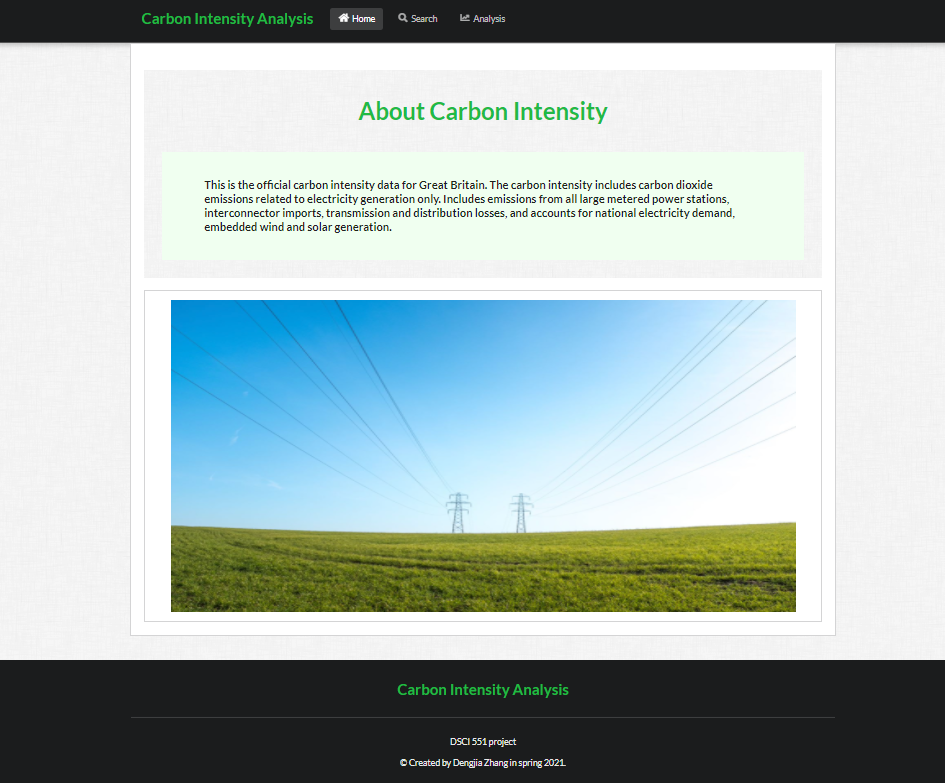 Carbon Intensity Analysis Home Search Analysis
About Carbon Intensity
This is the official carbon intensity data for Great Britain. The carbon intensity includes carbon dioxide
emissions related to electricity generation only. Includes emissions from all large metered power stations,
interconnector imports, transmission and distribution losses, and accounts for national electricity demand,
embedded wind and solar generation.
Carbon Intensity Analysis
DSCI 551 project
© Created by Dengjia Zhang in spring 2021.